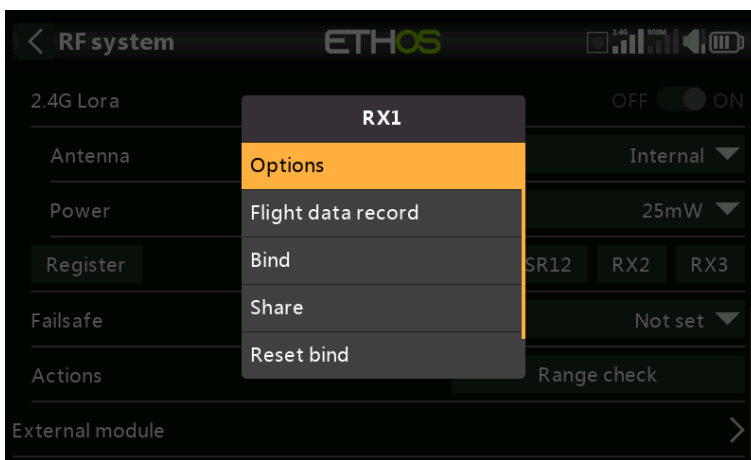 RF system
ETHOS
2.4G 900M
2.4G Lora
OFF ON
RX1
Antenna
Internal
Options
Power
25mW
Flight data record
Register
Bind
SR12 RX2 RX3
Share
Failsafe
Not set
Reset bind
Actions
Range check
External module